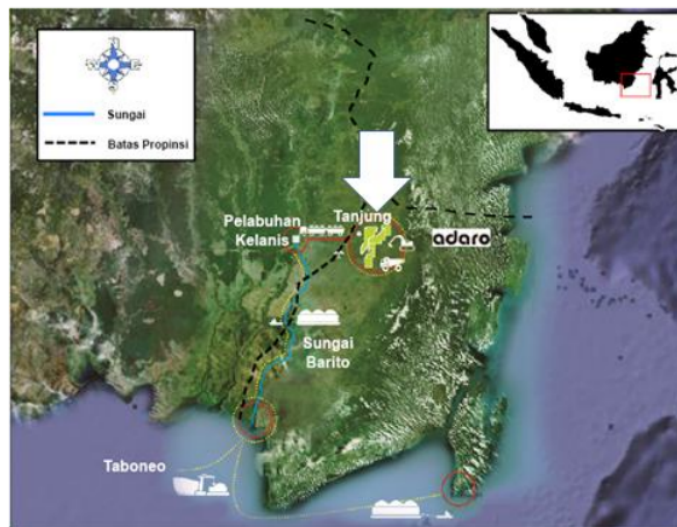 Sungai
Batas Propinsi
Tanjung
Pelabuhan
Kelanis
adaro
Sungai
Barito
Taboneo